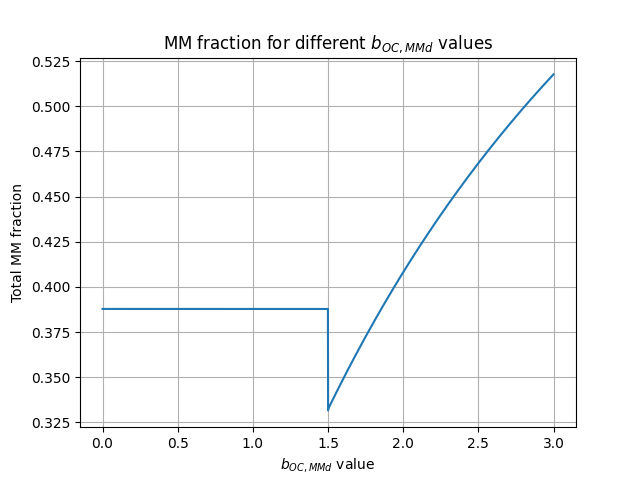 MM fraction for different b_{OC, MMd} values
Total MM fraction
0.525
0.500
0.475
0.450
0.425
0.400
0.375
0.350
0.325
0.0 0.5 1.0 1.5 2.0 2.5 3.0
b_{OC, MMd} value